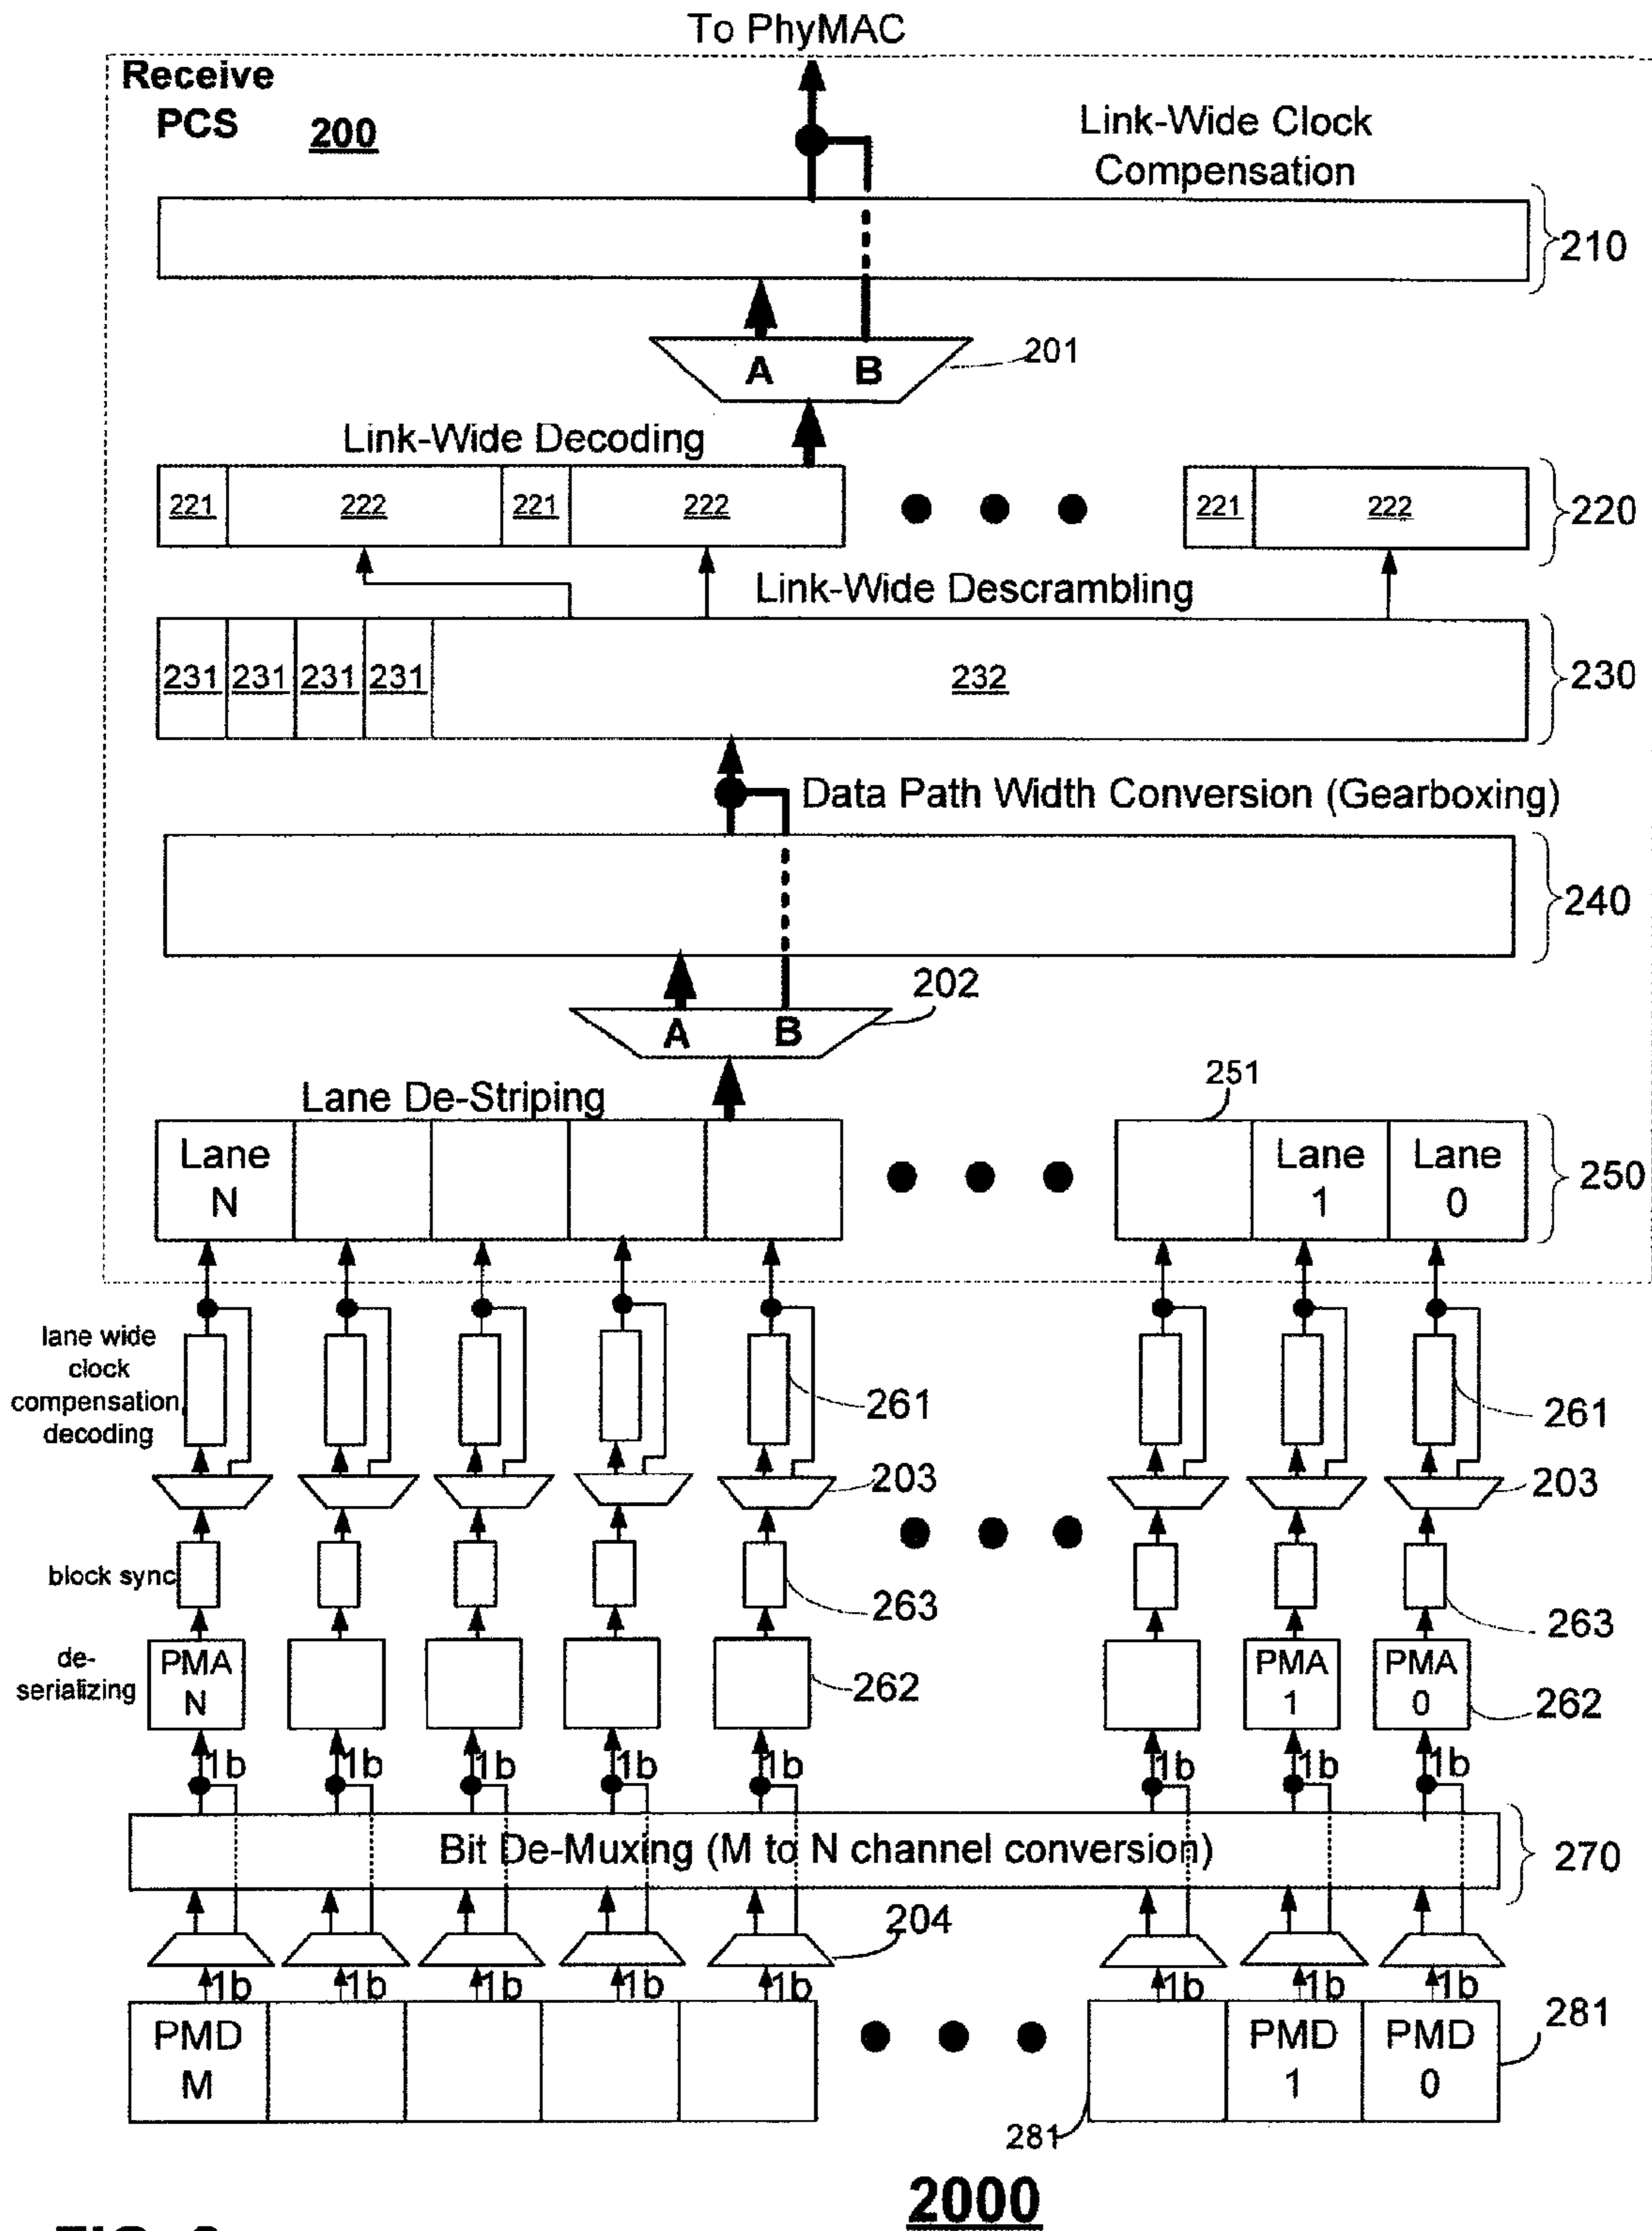 To PhyMAC
Receive
PCS
200
Link-Wide Clock
Compensation
210
A
B
201
Link-Wide Decoding
221
222
221
222
221
222
220
Link-Wide Descrambling
231
231
231
231
232
230
Data Path Width Conversion (Gearboxing)
240
202
A
B
Lane De-Striping
251
Lane
N
Lane
1
Lane
0
250
lane wide
clock
compensation
decoding
261
261
203
203
block sync
263
263
de-
serializing
PMA
N
PMA
1
PMA
0
262
262
1b
1b
1b
1b
1b
1b
1b
1b
Bit De-Muxing (M to N channel conversion)
270
204
1b
1b
1b
1b
1b
1b
1b
1b
PMD
M
PMD
1
PMD
0
281
281
2000